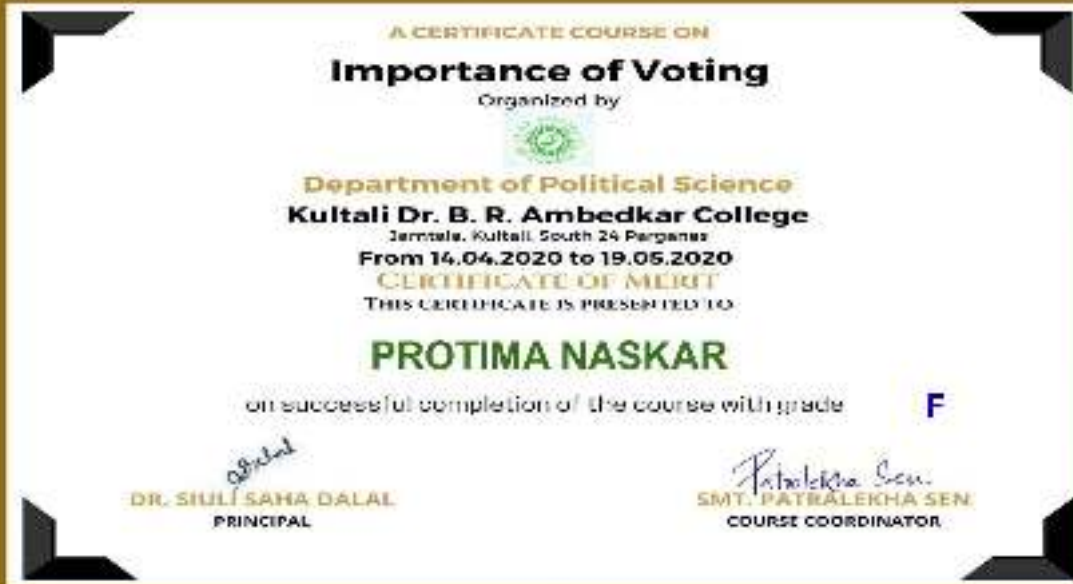 A CERTIFICATE COURSE ON
Importance of Voting
Organized by
Department of Political Science
Kultali Dr. B. R. Ambedkar College
Jamtala, Kultali, South 24 Parganas
From 14.04.2020 to 19.05.2020
CERTIFICATE OF MERIT
THIS CERTIFICATE IS PRESENTED TO
PROTIMA NASKAR
on successful completion of the course with grade F
Patralekha Sen.
DR. SIULI SAHA DALAL
SMT. PATRALEKHA SEN
PRINCIPAL
COURSE COORDINATOR